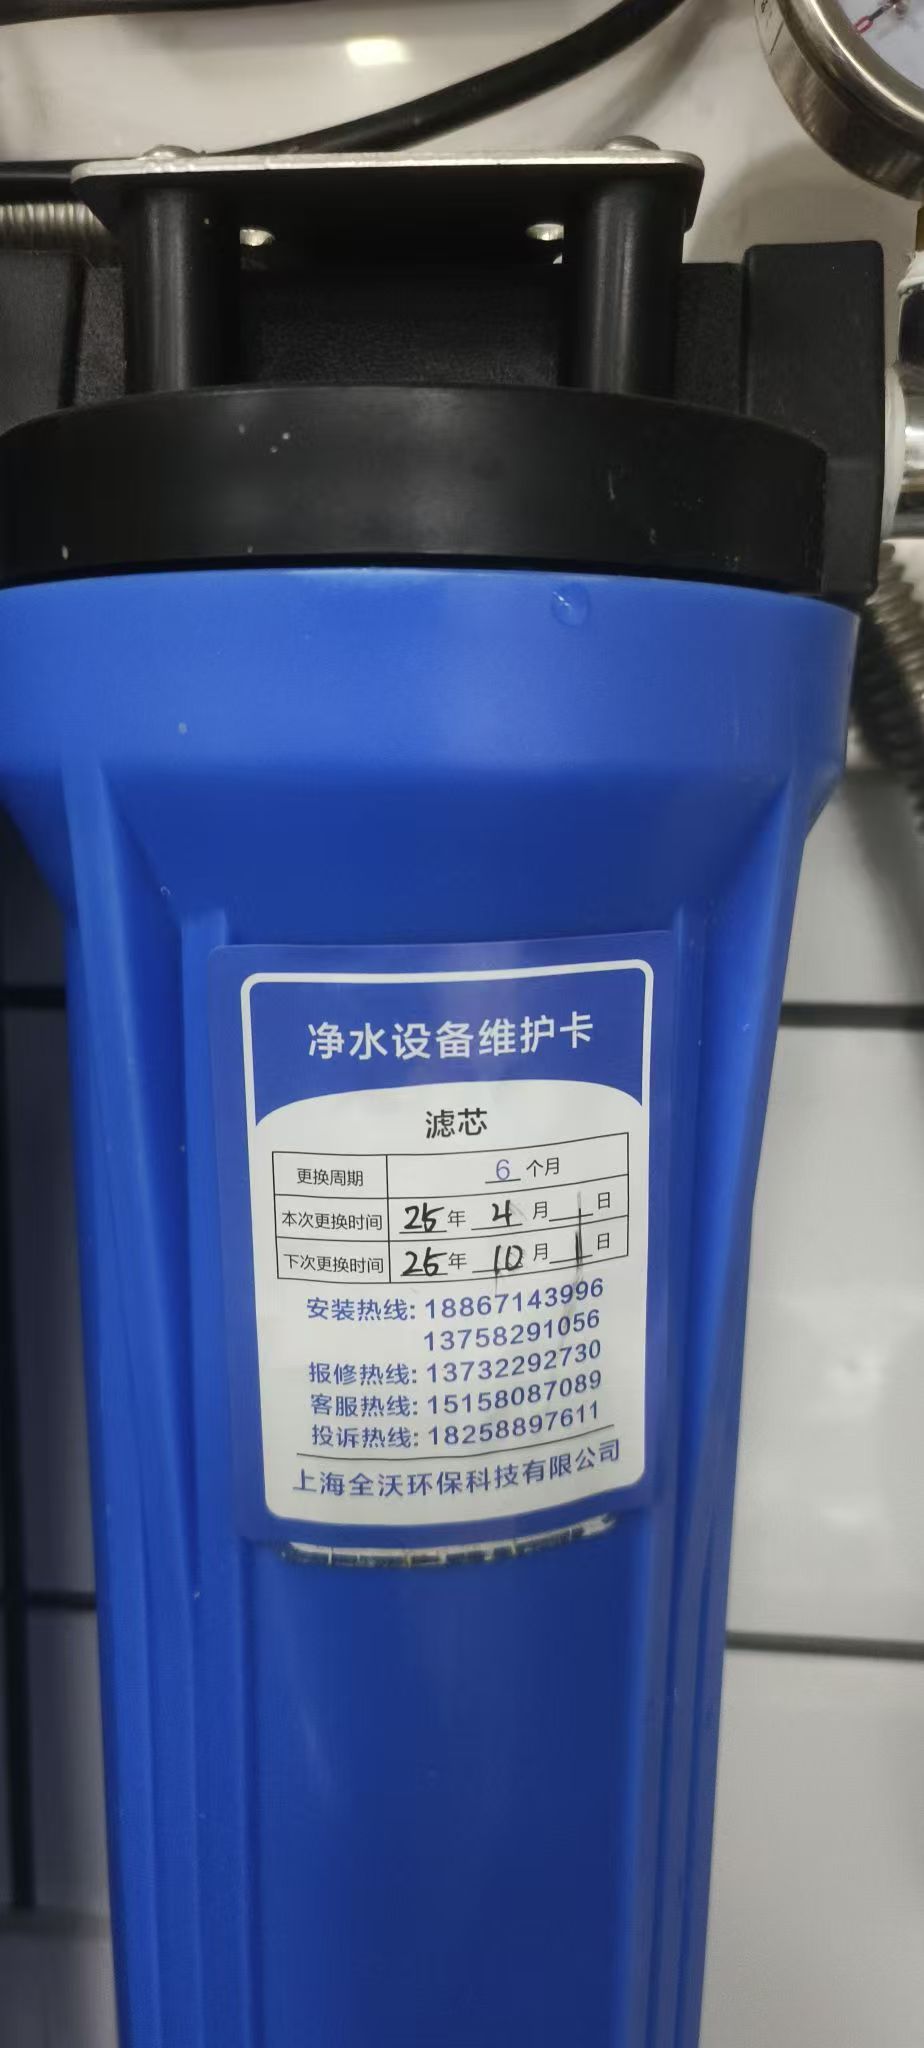 净水设备维护卡
滤芯
更换周期 6 个月
本次更换时间 25 年 4 月 1 日
下次更换时间 25 年 10 月 1 日
安装热线: 18867143996
13758291056
报修热线: 13732292730
客服热线: 15158087089
投诉热线: 18258897611
上海全沃环保科技有限公司